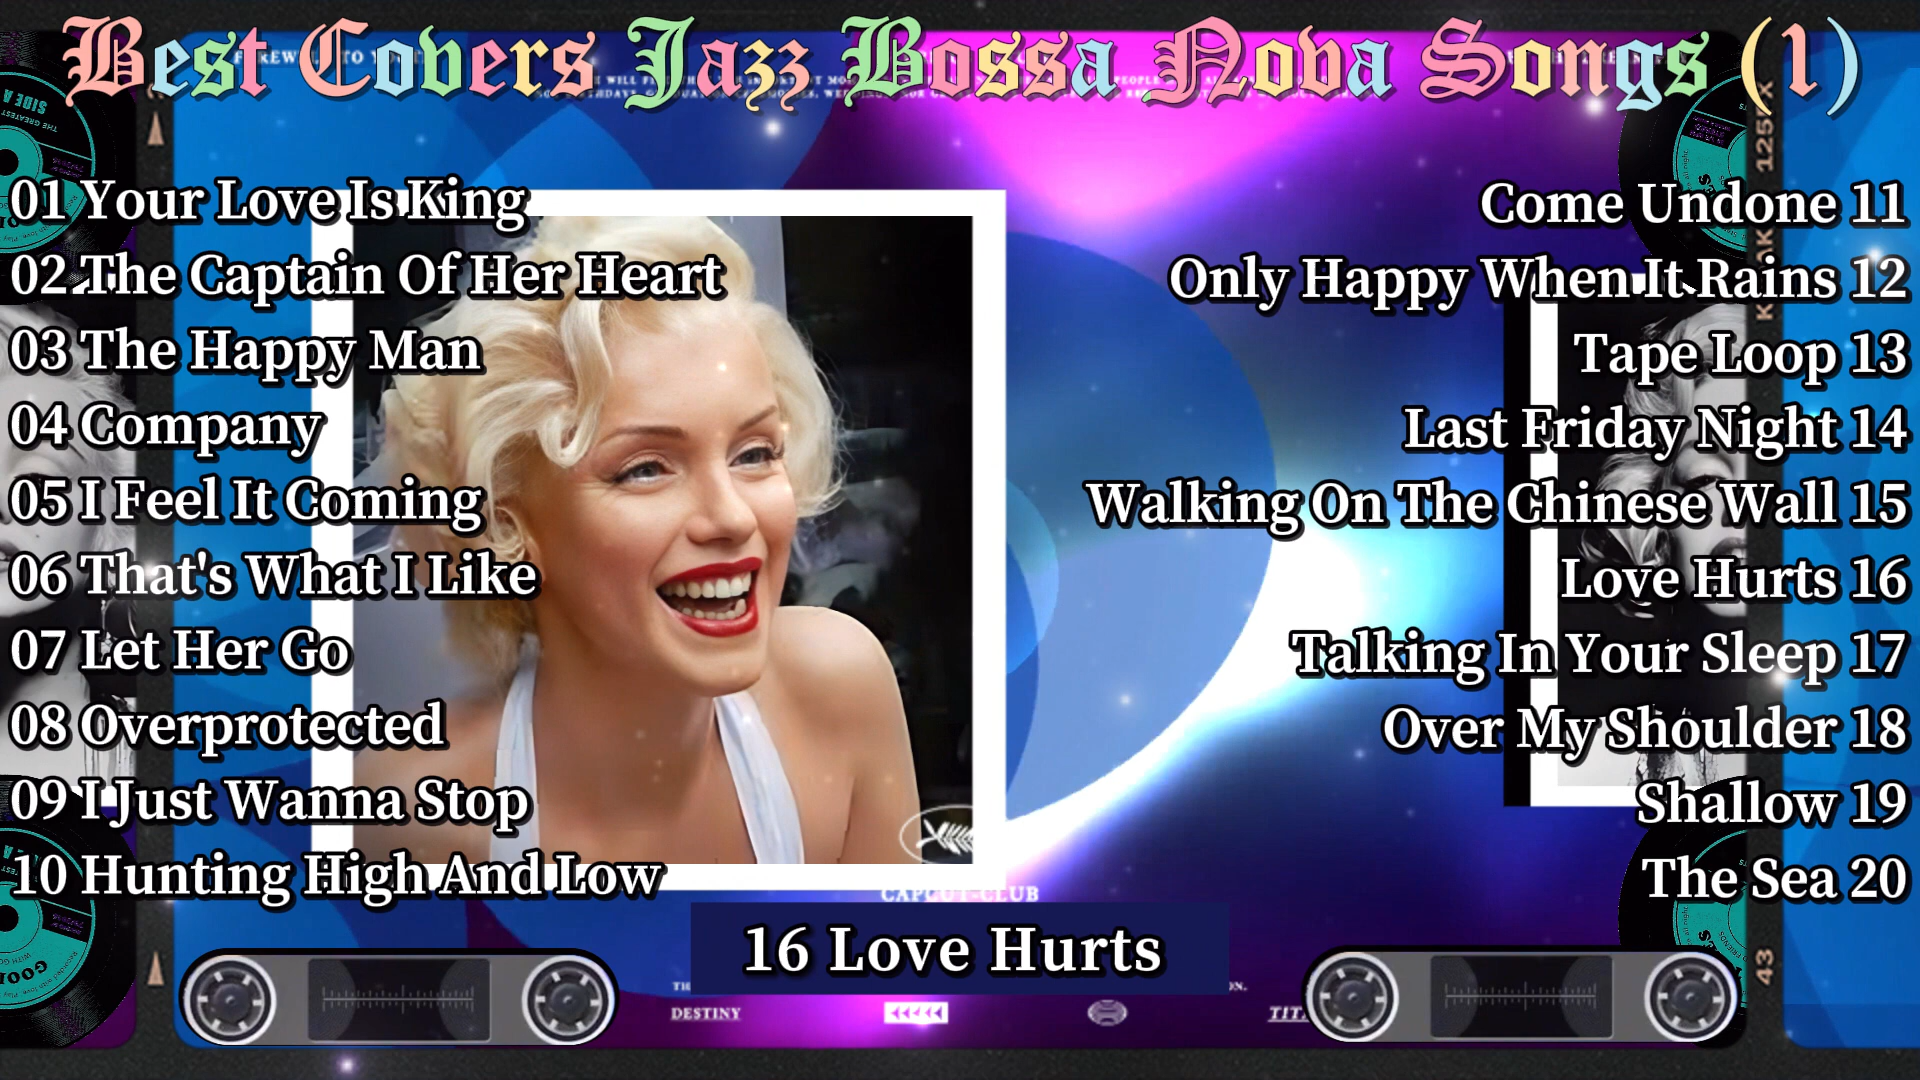 Best Covers Jazz Bossa Nova Songs (1)
01 Your Love Is King
02 The Captain Of Her Heart
03 The Happy Man
04 Company
05 I Feel It Coming
06 That's What I Like
07 Let Her Go
08 Overprotected
09 I Just Wanna Stop
10 Hunting High And Low
Come Undone 11
Only Happy When It Rains 12
Tape Loop 13
Last Friday Night 14
Walking On The Chinese Wall 15
Love Hurts 16
Talking In Your Sleep 17
Over My Shoulder 18
Shallow 19
The Sea 20
CAPCUT CLUB
16 Love Hurts
DESTINY
SIDE A
43